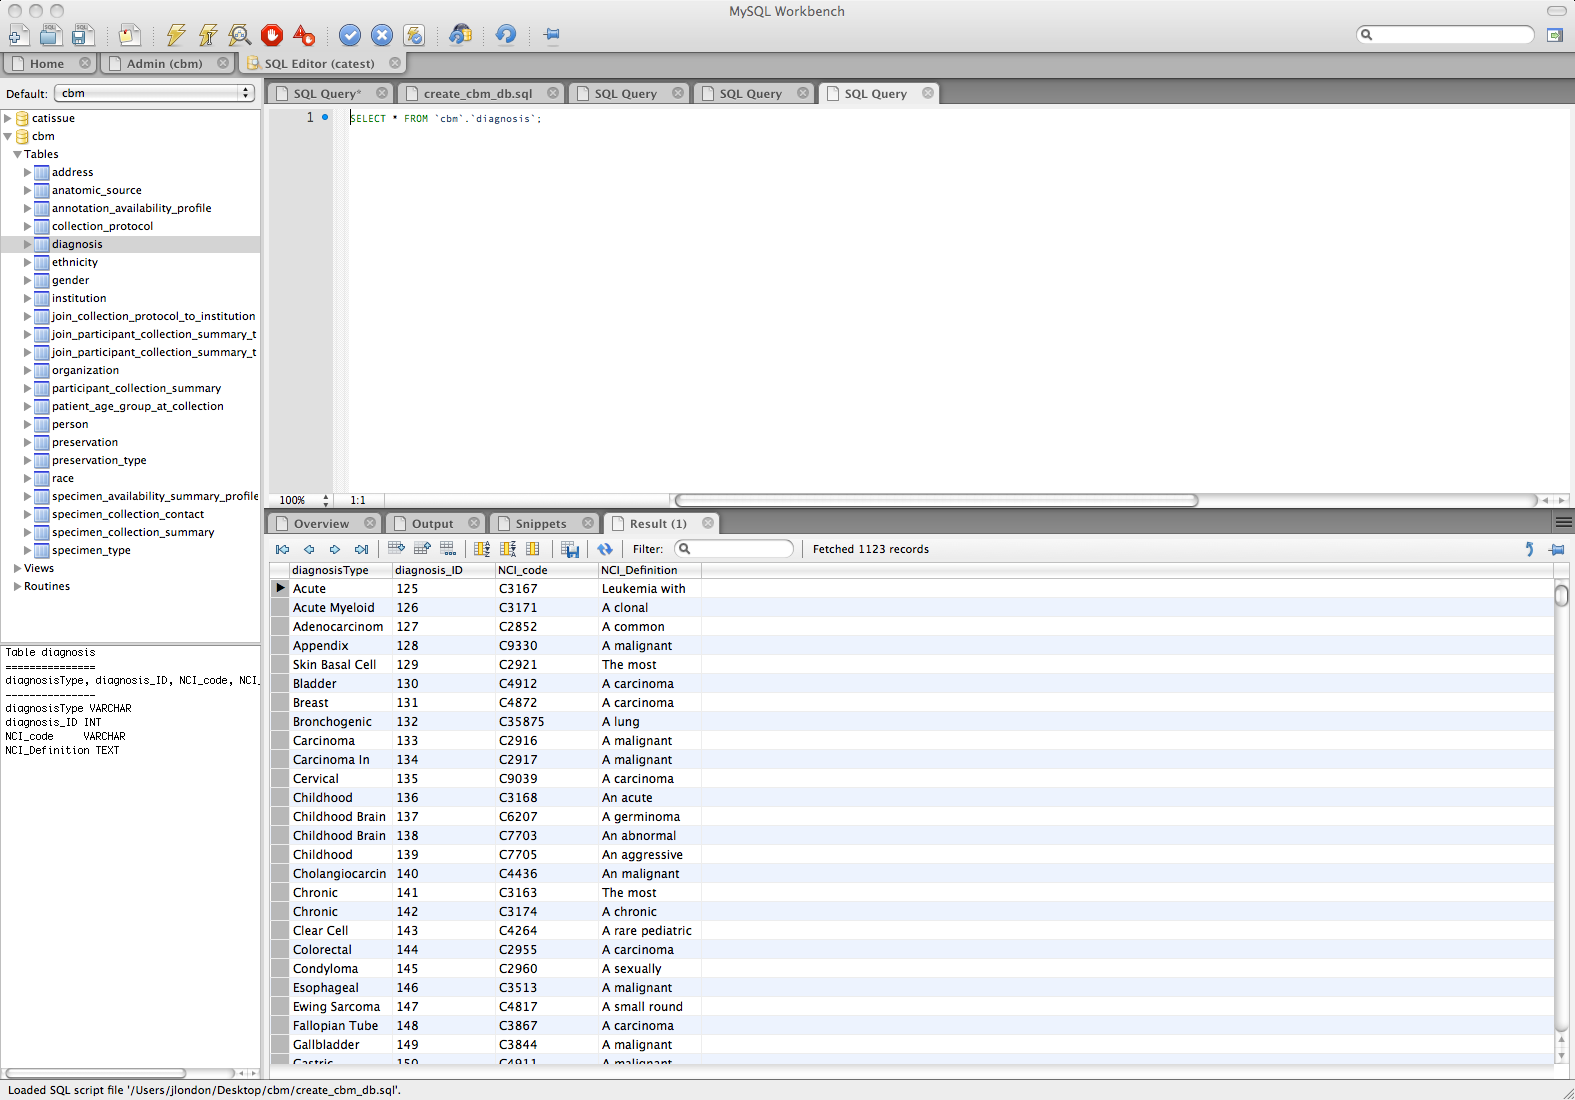 MySQL Workbench
Home
Admin (cbm)
SQL Editor (catest)
Default: cbm
SQL Query*
create_cbm_db.sql
SQL Query
SQL Query
SQL Query
1
SELECT * FROM `cbm`.`diagnosis`;
catissue
cbm
Tables
address
anatomic_source
annotation_availability_profile
collection_protocol
diagnosis
ethnicity
gender
institution
join_collection_protocol_to_institution
join_participant_collection_summary_t
join_participant_collection_summary_t
organization
participant_collection_summary
patient_age_group_at_collection
person
preservation
preservation_type
race
specimen_availability_summary_profile
specimen_collection_contact
specimen_collection_summary
specimen_type
Views
Routines
Table diagnosis
===============
diagnosisType, diagnosis_ID, NCI_code, NCI_
---------------
diagnosisType VARCHAR
diagnosis_ID INT
NCI_code VARCHAR
NCI_Definition TEXT
100% 1:1
Overview
Output
Snippets
Result (1)
Filter:
Fetched 1123 records
diagnosisType diagnosis_ID NCI_code NCI_Definition
Acute 125 C3167 Leukemia with
Acute Myeloid 126 C3171 A clonal
Adenocarcinom 127 C2852 A common
Appendix 128 C9330 A malignant
Skin Basal Cell 129 C2921 The most
Bladder 130 C4912 A carcinoma
Breast 131 C4872 A carcinoma
Bronchogenic 132 C35875 A lung
Carcinoma 133 C2916 A malignant
Carcinoma In 134 C2917 A malignant
Cervical 135 C9039 A carcinoma
Childhood 136 C3168 An acute
Childhood Brain 137 C6207 A germinoma
Childhood Brain 138 C7703 An abnormal
Childhood 139 C7705 An aggressive
Cholangiocarcin 140 C4436 An malignant
Chronic 141 C3163 The most
Chronic 142 C3174 A chronic
Clear Cell 143 C4264 A rare pediatric
Colorectal 144 C2955 A carcinoma
Condyloma 145 C2960 A sexually
Esophageal 146 C3513 A malignant
Ewing Sarcoma 147 C4817 A small round
Fallopian Tube 148 C3867 A carcinoma
Gallbladder 149 C3844 A malignant
Gastric 150 C4911 A malignant
Loaded SQL script file '/Users/jlondon/Desktop/cbm/create_cbm_db.sql'.